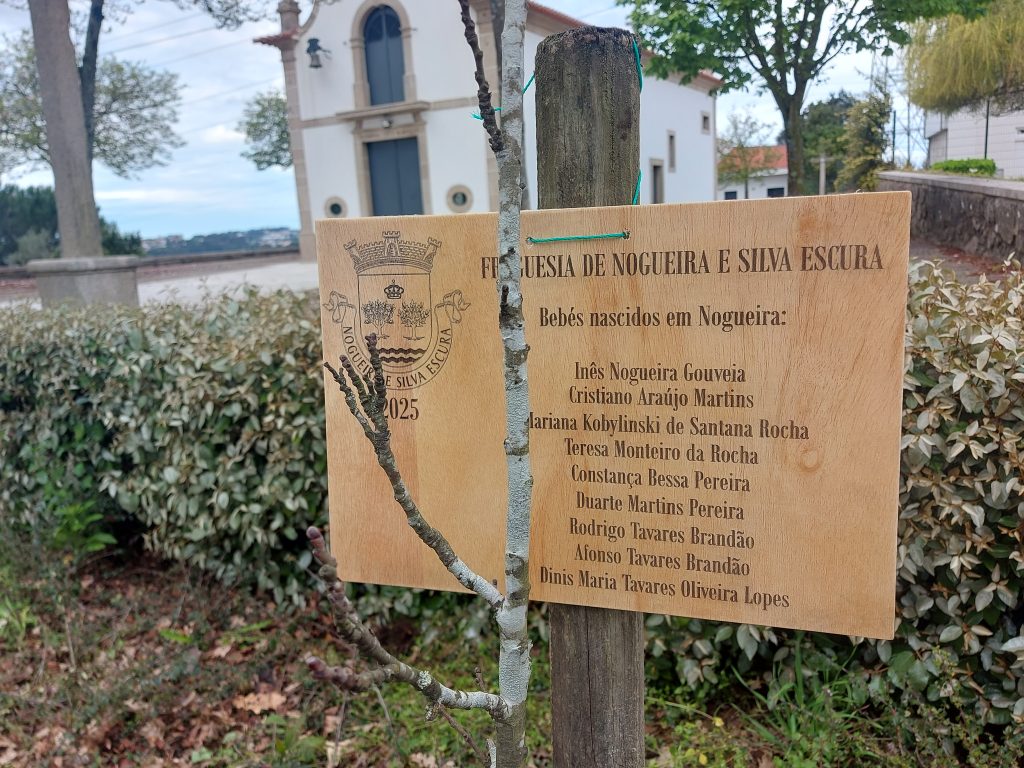 FREGUESIA DE NOGUEIRA E SILVA ESCURA
NOGUEIRA E SILVA ESCURA
2025
Bebés nascidos em Nogueira:
Inês Nogueira Gouveia
Cristiano Araújo Martins
Mariana Kobylinski de Santana Rocha
Teresa Monteiro da Rocha
Constança Bessa Pereira
Duarte Martins Pereira
Rodrigo Tavares Brandão
Afonso Tavares Brandão
Dinis Maria Tavares Oliveira Lopes